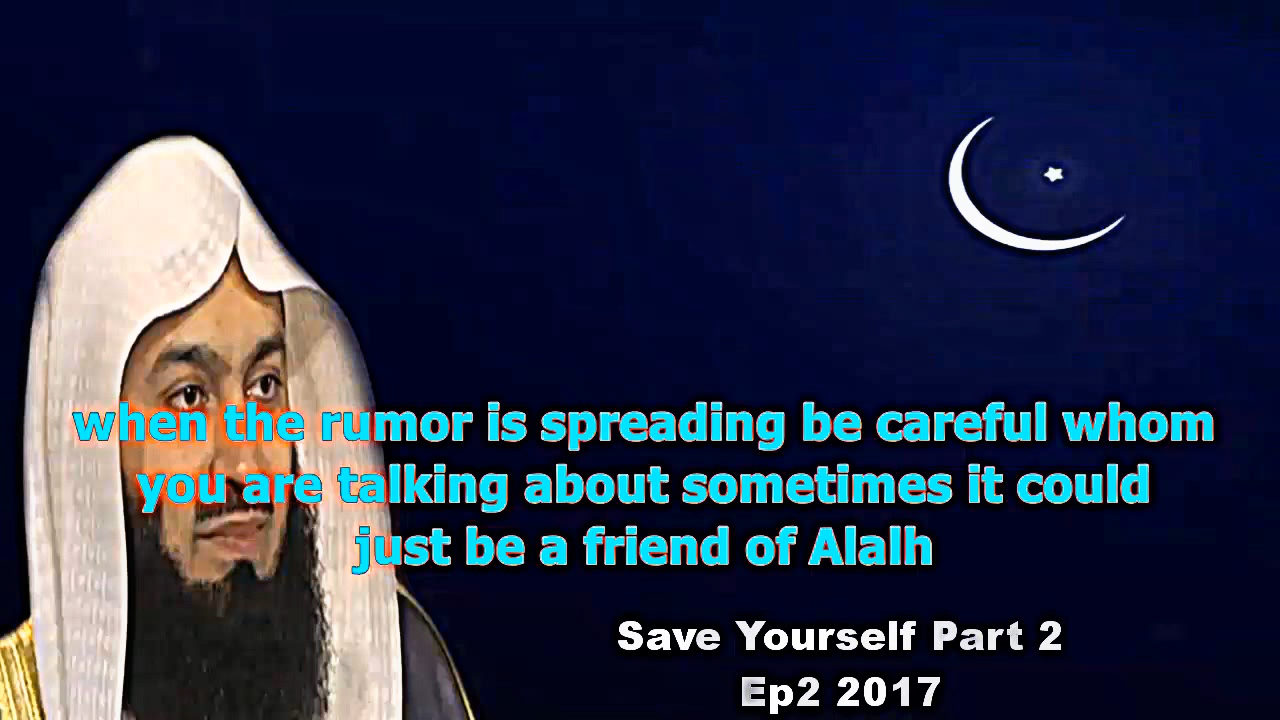 when the rumor is spreading be careful whom
you are talking about sometimes it could
just be a friend of Alalh
Save Yourself Part 2
Ep2 2017